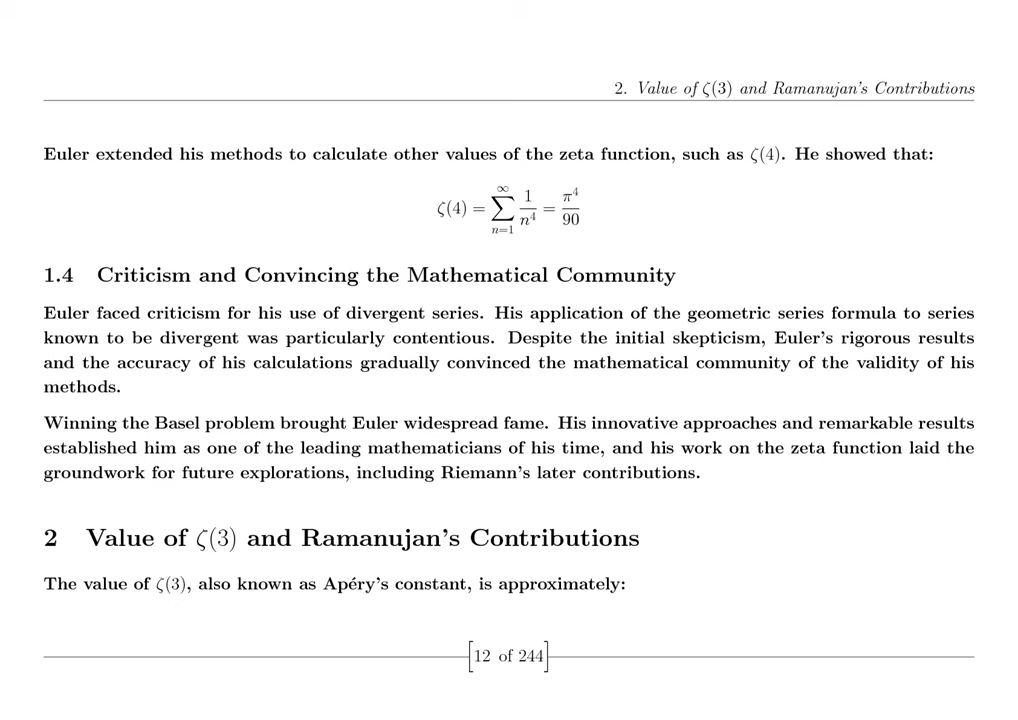 2. Value of ζ(3) and Ramanujan's Contributions
Euler extended his methods to calculate other values of the zeta function, such as ζ(4). He showed that:
ζ(4) = ∑_{n=1}^{∞} 1/n⁴ = π⁴/90
1.4 Criticism and Convincing the Mathematical Community
Euler faced criticism for his use of divergent series. His application of the geometric series formula to series
known to be divergent was particularly contentious. Despite the initial skepticism, Euler's rigorous results
and the accuracy of his calculations gradually convinced the mathematical community of the validity of his
methods.
Winning the Basel problem brought Euler widespread fame. His innovative approaches and remarkable results
established him as one of the leading mathematicians of his time, and his work on the zeta function laid the
groundwork for future explorations, including Riemann's later contributions.
2 Value of ζ(3) and Ramanujan's Contributions
The value of ζ(3), also known as Apéry's constant, is approximately:
[12 of 244]